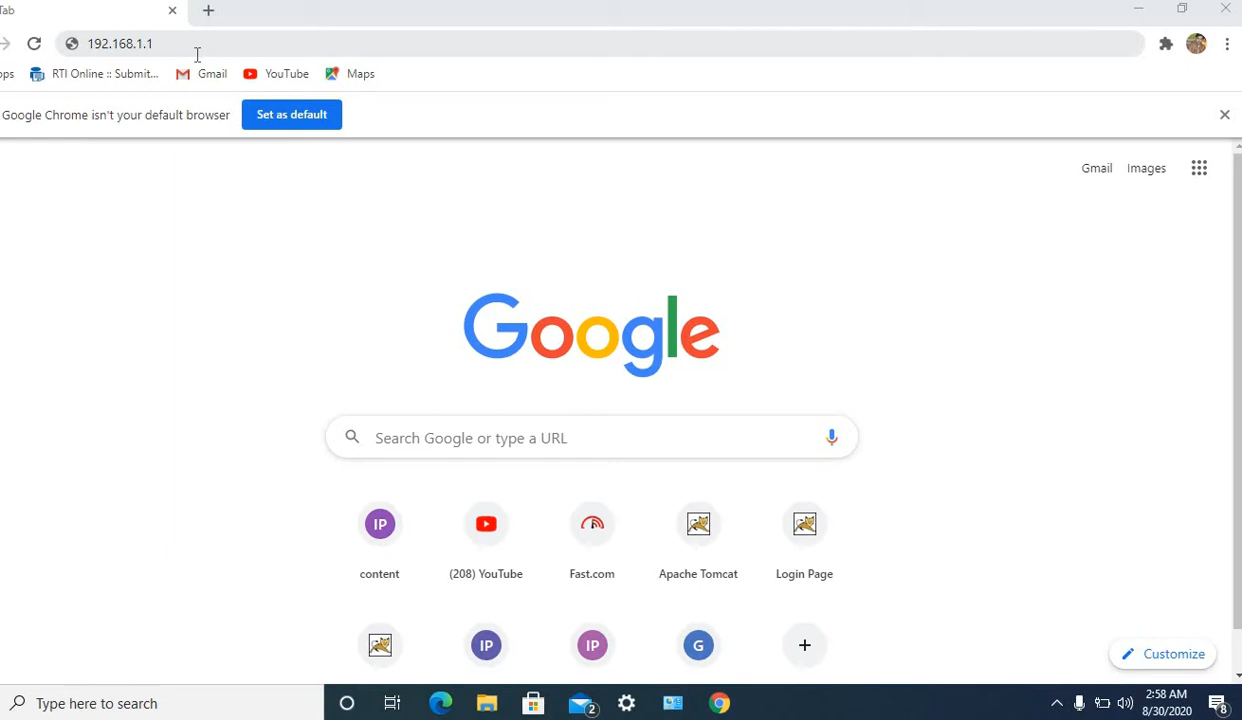 Tab
192.168.1.1
ops RTI Online :: Submit... Gmail YouTube Maps
Google Chrome isn't your default browser Set as default
Gmail Images
Google
Search Google or type a URL
IP
content (208) YouTube Fast.com Apache Tomcat Login Page
IP IP G
Customize
Type here to search 2 2:58 AM
8/30/2020 8